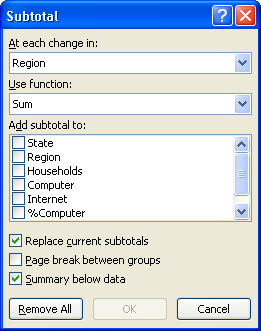 Subtotal
At each change in:
Region
Use function:
Sum
Add subtotal to:
State
Region
Households
Computer
Internet
%Computer
Replace current subtotals
Page break between groups
Summary below data
Remove All OK Cancel